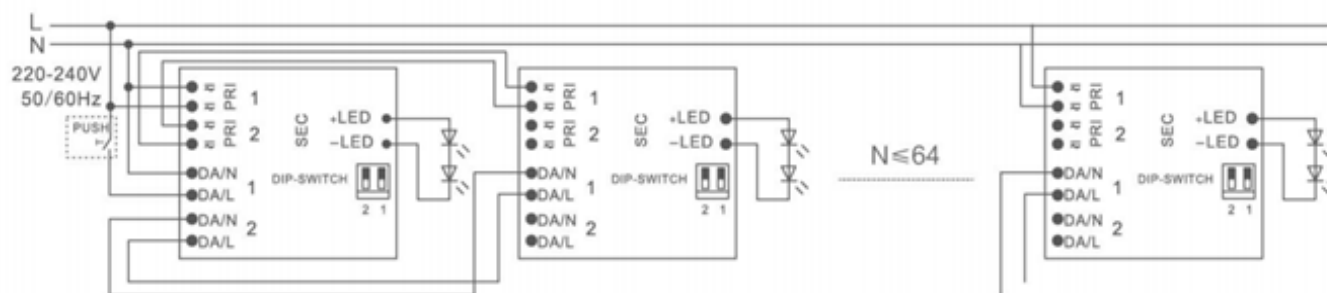 L
N
220-240V
50/60Hz
PUSH
~ PRI 1
~ PRI 2
SEC
+LED
-LED
DIP-SWITCH
2 1
DA/N
DA/L
1
DA/N
DA/L
2
~ PRI 1
~ PRI 2
SEC
+LED
-LED
DIP-SWITCH
2 1
DA/N
DA/L
1
DA/N
DA/L
2
N≤64
~ PRI 1
~ PRI 2
SEC
+LED
-LED
DIP-SWITCH
2 1
DA/N
DA/L
1
DA/N
DA/L
2